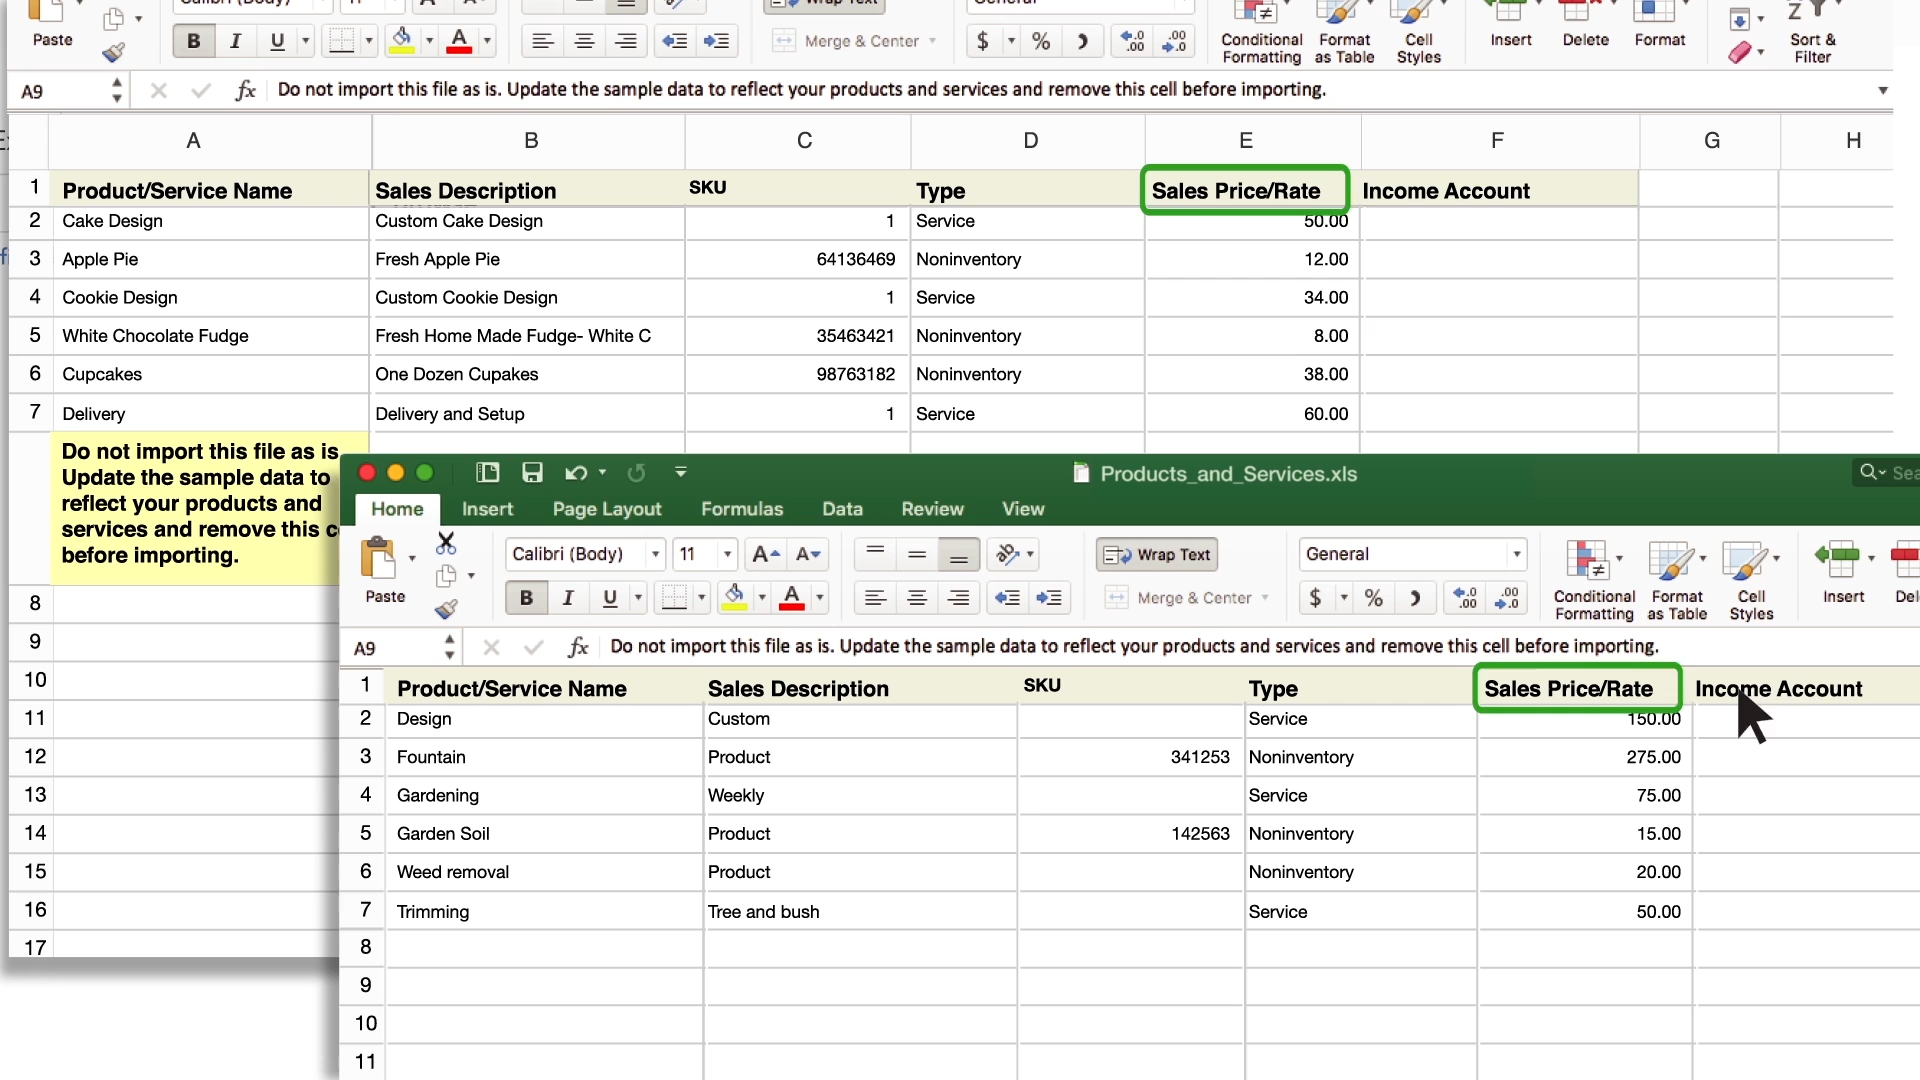 Paste
B I U
A
Merge & Center
$ % )
.0 .00
.00 .0
Conditional Formatting
Format as Table
Cell Styles
Insert
Delete
Format
Sort & Filter
A9
fx Do not import this file as is. Update the sample data to reflect your products and services and remove this cell before importing.
A B C D E F G H
1 Product/Service Name Sales Description SKU Type Sales Price/Rate Income Account
2 Cake Design Custom Cake Design 1 Service 50.00
3 Apple Pie Fresh Apple Pie 64136469 Noninventory 12.00
4 Cookie Design Custom Cookie Design 1 Service 34.00
5 White Chocolate Fudge Fresh Home Made Fudge- White C 35463421 Noninventory 8.00
6 Cupcakes One Dozen Cupakes 98763182 Noninventory 38.00
7 Delivery Delivery and Setup 1 Service 60.00
Do not import this file as is
Update the sample data to
reflect your products and
services and remove this c
before importing.
8
9
10
11
12
13
14
15
16
17
Products_and_Services.xls
Home Insert Page Layout Formulas Data Review View
Calibri (Body) 11 A A
Wrap Text
General
Paste
B I U
A
Merge & Center
$ % )
.0 .00
.00 .0
Conditional Formatting
Format as Table
Cell Styles
Insert
A9
fx Do not import this file as is. Update the sample data to reflect your products and services and remove this cell before importing.
1 Product/Service Name Sales Description SKU Type Sales Price/Rate Income Account
2 Design Custom Service 150.00
3 Fountain Product 341253 Noninventory 275.00
4 Gardening Weekly Service 75.00
5 Garden Soil Product 142563 Noninventory 15.00
6 Weed removal Product Noninventory 20.00
7 Trimming Tree and bush Service 50.00
8
9
10
11